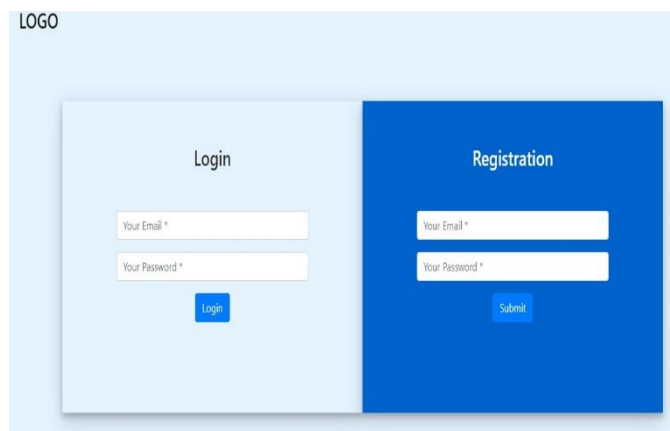 LOGO
Login
Your Email *
Your Password *
Login
Registration
Your Email *
Your Password *
Submit